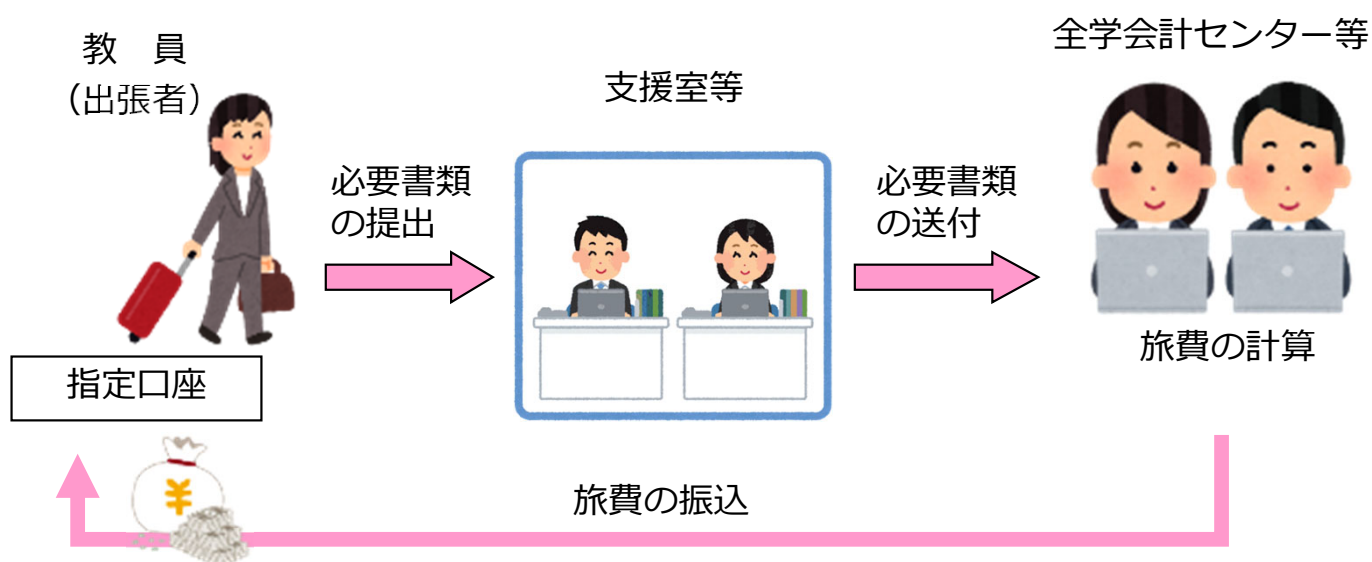 教　員
（出張者）
支援室等
全学会計センター等
必要書類
の提出
必要書類
の送付
旅費の計算
指定口座
¥
旅費の振込